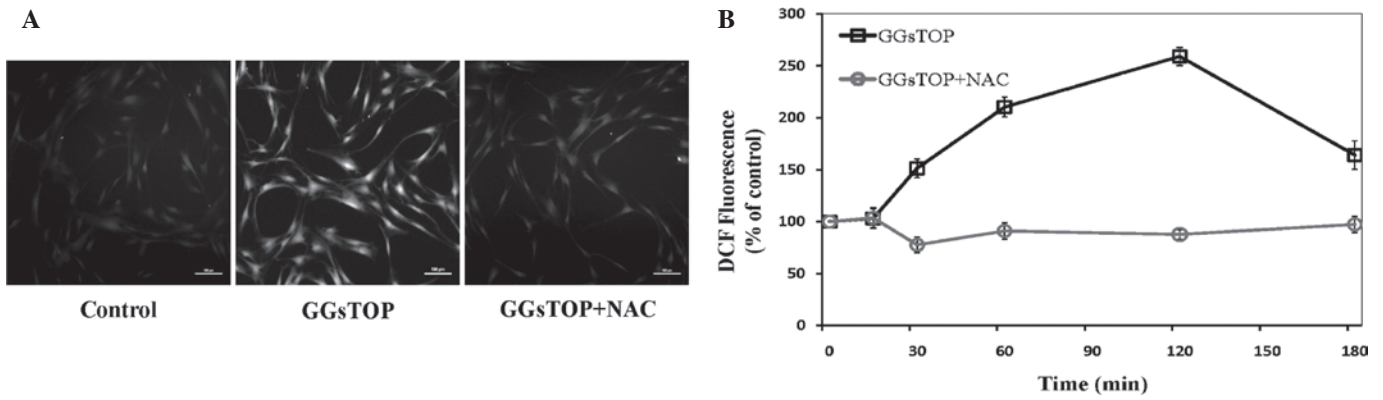 A
Control
GGsTOP
GGsTOP+NAC
B
300
250
200
150
100
50
0
GGsTOP
GGsTOP+NAC
DCF Fluorescence
(% of control)
0 30 60 90 120 150 180
Time (min)